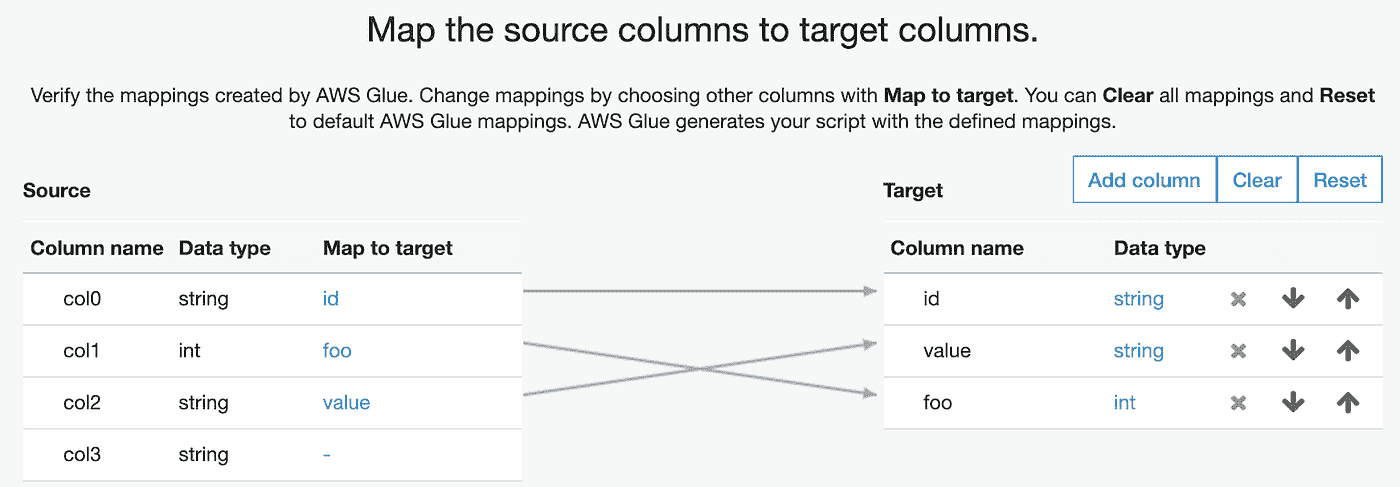 Map the source columns to target columns.
Verify the mappings created by AWS Glue. Change mappings by choosing other columns with Map to target. You can Clear all mappings and Reset
to default AWS Glue mappings. AWS Glue generates your script with the defined mappings.
Source
Column name Data type Map to target
col0 string id
col1 int foo
col2 string value
col3 string -
Target
Add column Clear Reset
Column name Data type
id string
value string
foo int